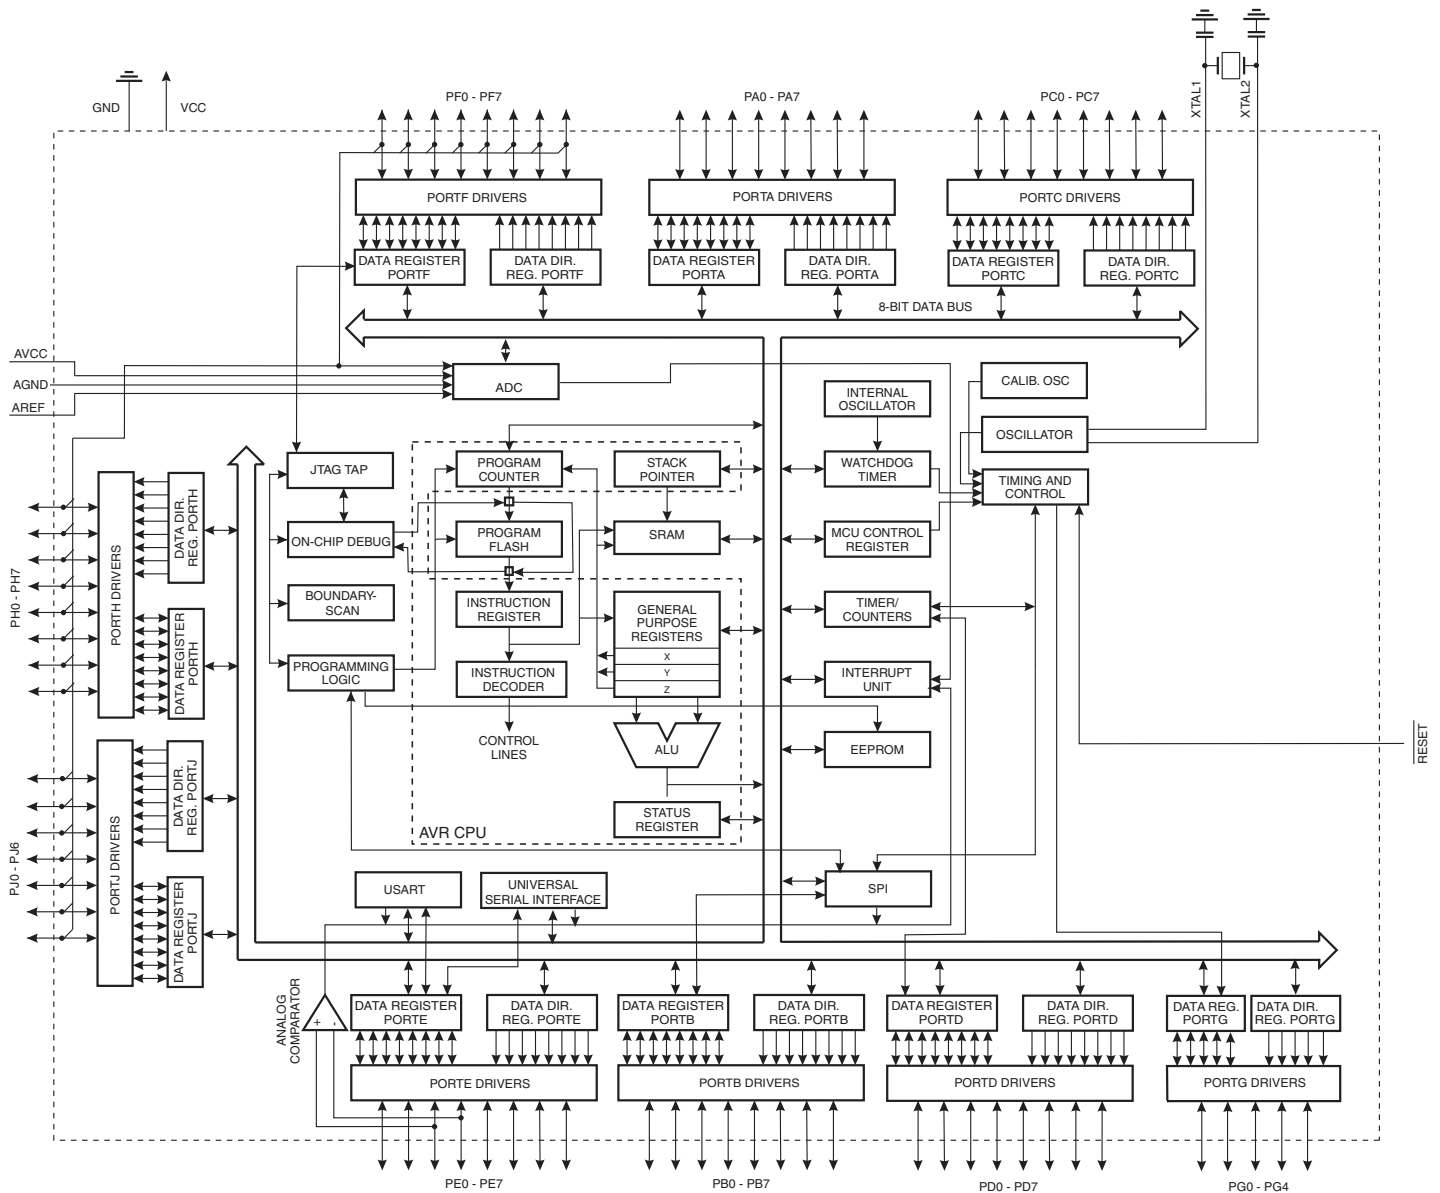 XTAL1
XTAL2
GND
VCC
PF0 - PF7
PA0 - PA7
PC0 - PC7
PORTF DRIVERS
PORTA DRIVERS
PORTC DRIVERS
DATA REGISTER
PORTF
DATA DIR.
REG. PORTF
DATA REGISTER
PORTA
DATA DIR.
REG. PORTA
DATA REGISTER
PORTC
DATA DIR.
REG. PORTC
8-BIT DATA BUS
AVCC
AGND
AREF
ADC
CALIB. OSC
INTERNAL
OSCILLATOR
OSCILLATOR
JTAG TAP
PROGRAM
COUNTER
STACK
POINTER
WATCHDOG
TIMER
TIMING AND
CONTROL
ON-CHIP DEBUG
PROGRAM
FLASH
SRAM
MCU CONTROL
REGISTER
BOUNDARY-
SCAN
INSTRUCTION
REGISTER
GENERAL
PURPOSE
REGISTERS
X
Y
Z
TIMER/
COUNTERS
PROGRAMMING
LOGIC
INSTRUCTION
DECODER
INTERRUPT
UNIT
CONTROL
LINES
ALU
EEPROM
RESET
STATUS
REGISTER
AVR CPU
PH0 - PH7
PORTH DRIVERS
DATA DIR.
REG. PORTH
DATA REGISTER
PORTH
PJ0 - PJ6
PORTJ DRIVERS
DATA DIR.
REG. PORTJ
DATA REGISTER
PORTJ
USART
UNIVERSAL
SERIAL INTERFACE
SPI
ANALOG
COMPARATOR
+
-
DATA REGISTER
PORTE
DATA DIR.
REG. PORTE
DATA REGISTER
PORTB
DATA DIR.
REG. PORTB
DATA REGISTER
PORTD
DATA DIR.
REG. PORTD
DATA REG.
PORTG
DATA DIR.
REG. PORTG
PORTE DRIVERS
PORTB DRIVERS
PORTD DRIVERS
PORTG DRIVERS
PE0 - PE7
PB0 - PB7
PD0 - PD7
PG0 - PG4